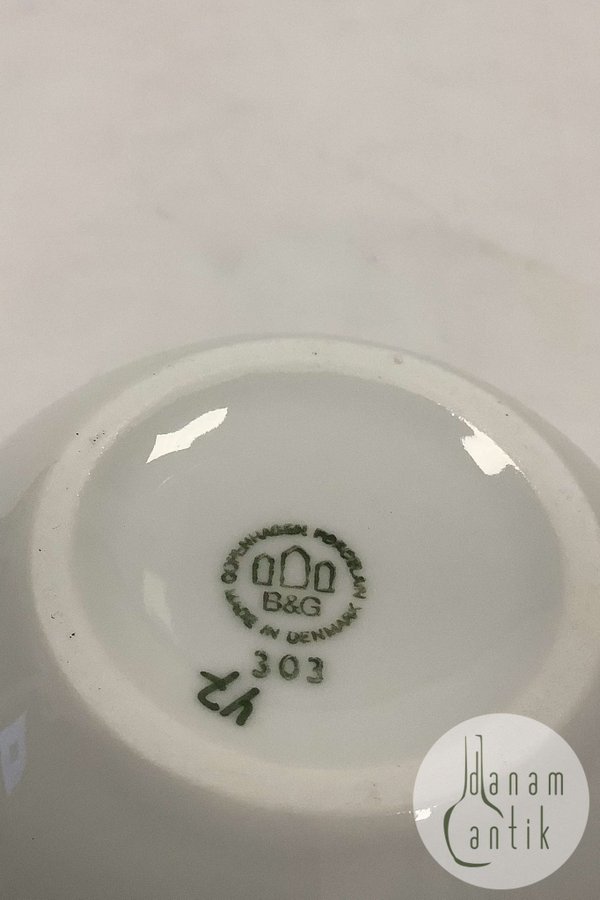 COPENHAGEN PORCELAIN
B&G
MADE IN DENMARK
303
danam
antik